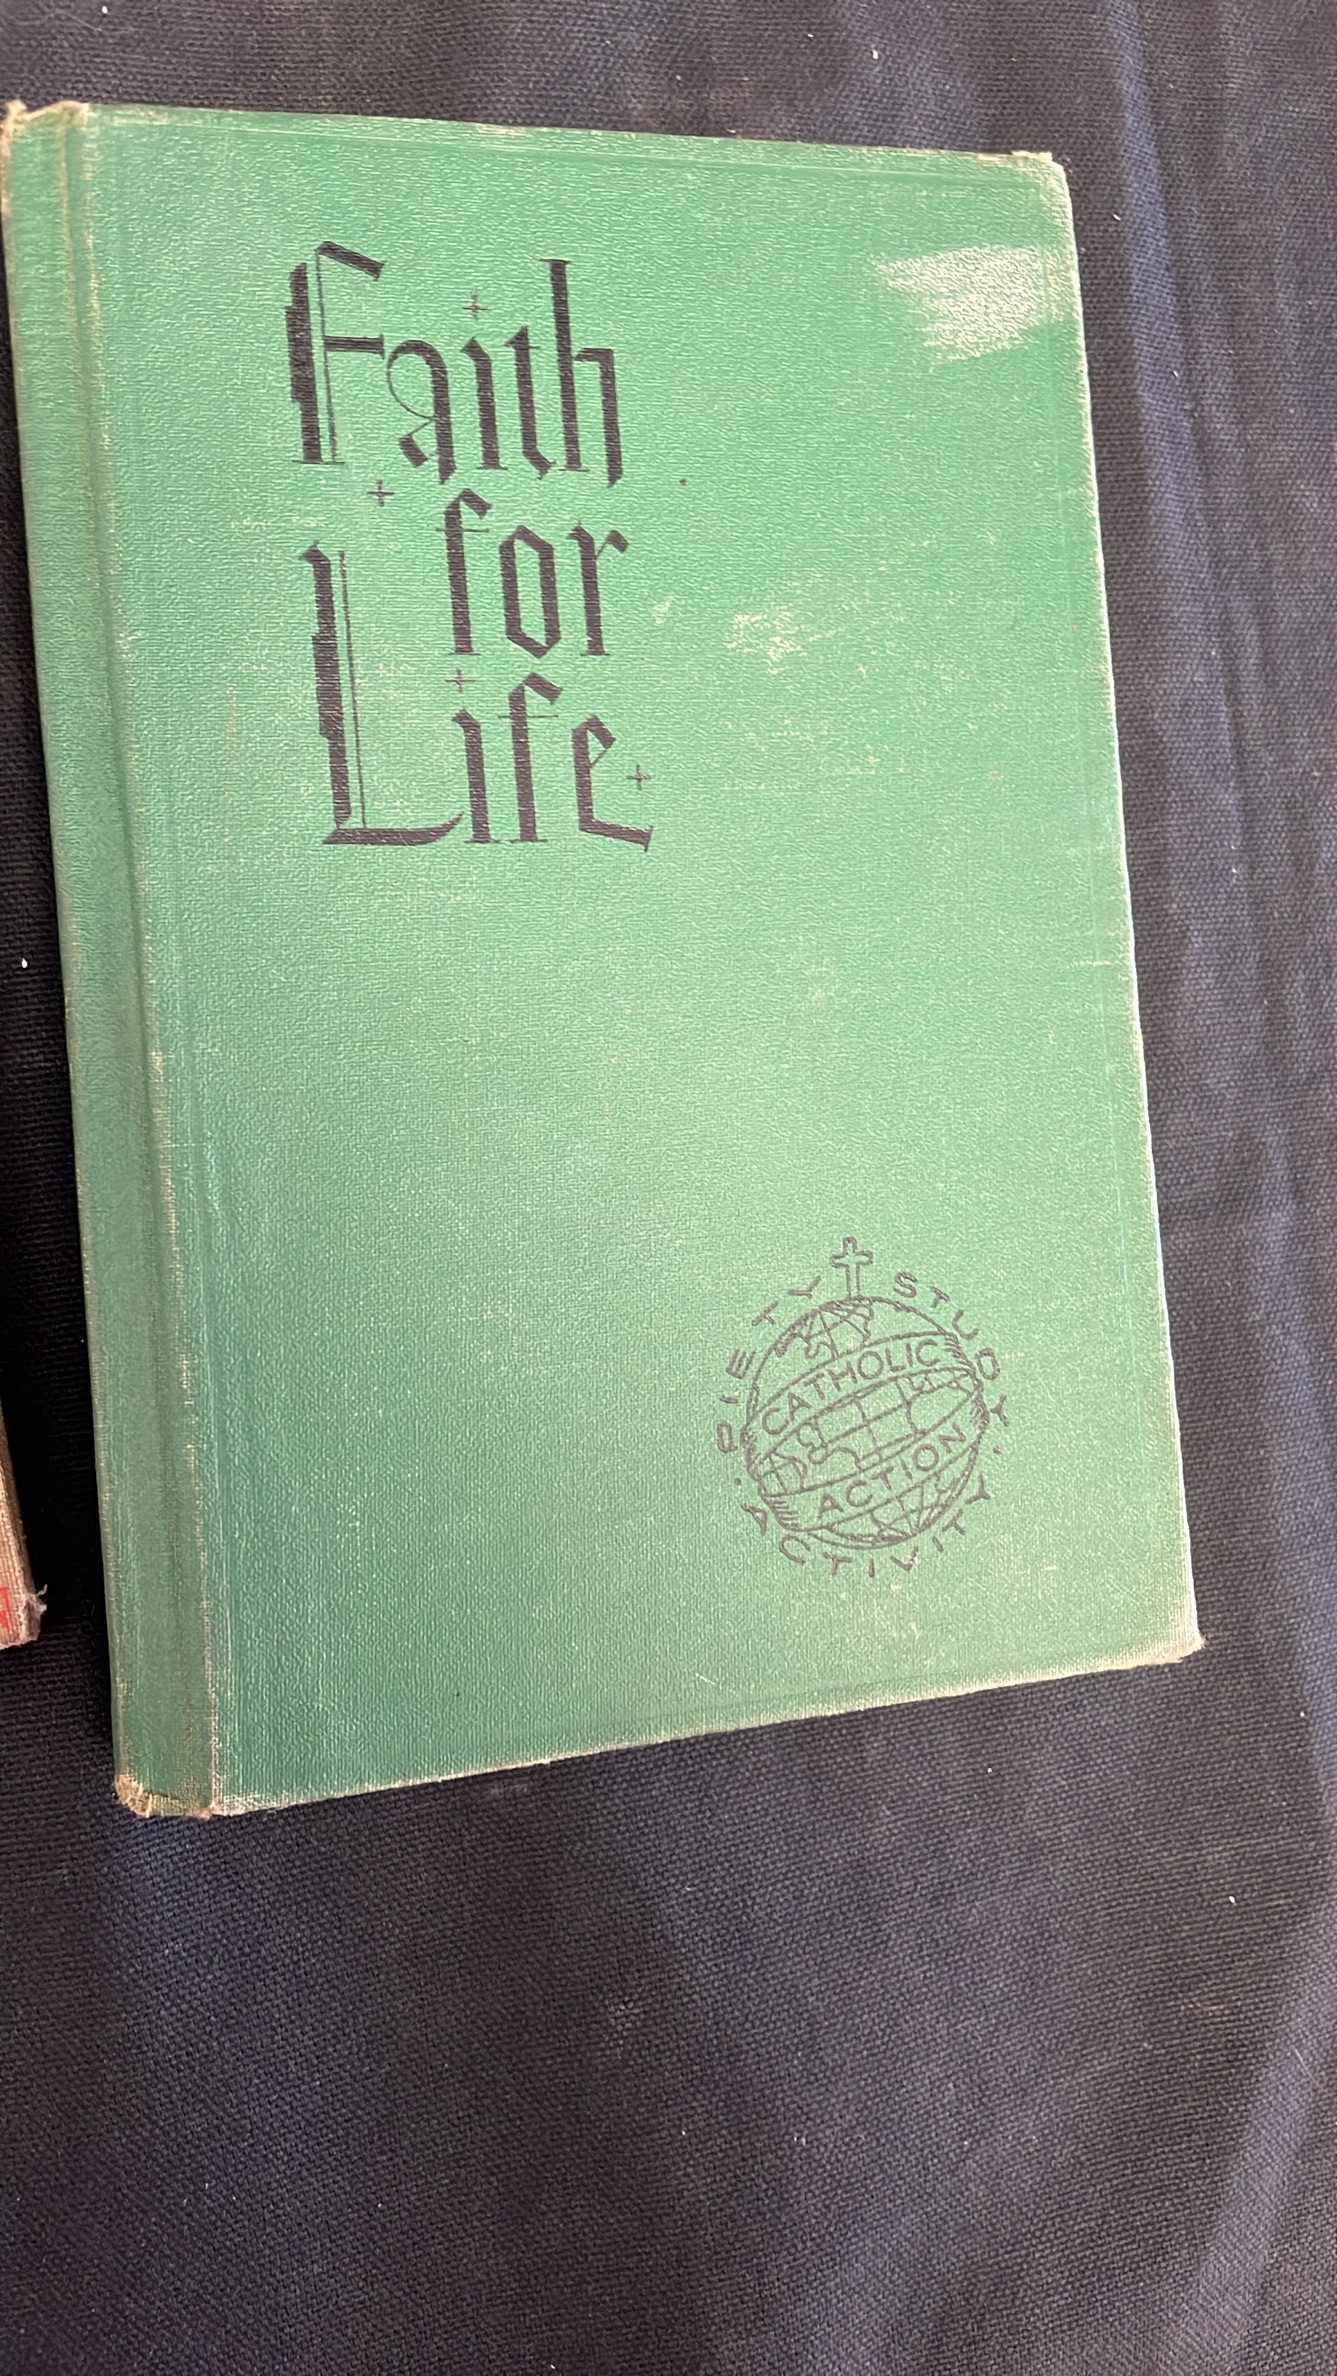 Faith
for
Life
PIETY STUDY
CATHOLIC
ACTION
ACTIVITY